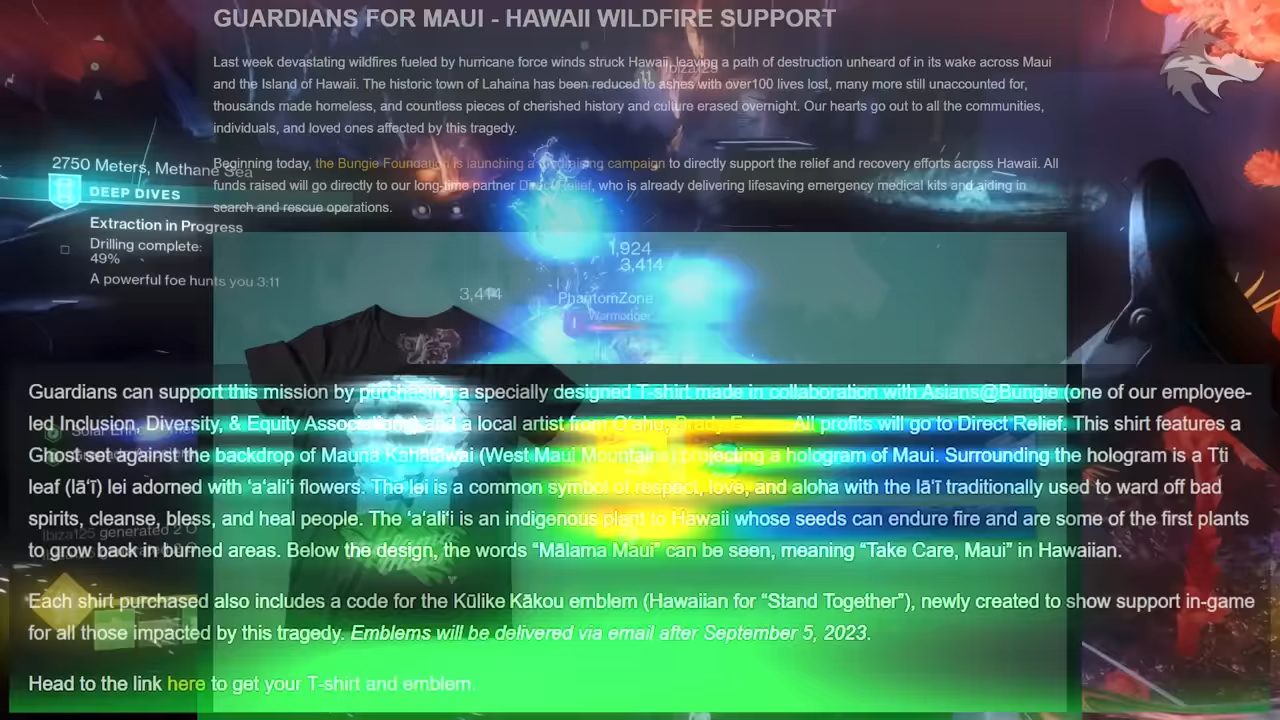 GUARDIANS FOR MAUI - HAWAII WILDFIRE SUPPORT
Last week devastating wildfires fueled by hurricane force winds struck Hawaii, leaving a path of destruction unheard of in its wake across Maui
and the Island of Hawaii. The historic town of Lahaina has been reduced to ashes with over100 lives lost, many more still unaccounted for,
thousands made homeless, and countless pieces of cherished history and culture erased overnight. Our hearts go out to all the communities,
individuals, and loved ones affected by this tragedy.
Beginning today, the Bungie Foundation is launching a fundraising campaign to directly support the relief and recovery efforts across Hawaii. All
funds raised will go directly to our long-time partner Direct Relief, who is already delivering lifesaving emergency medical kits and aiding in
search and rescue operations.
11 Ibiza125
2750 Meters, Methane Sea
DEEP DIVES
Extraction in Progress
Drilling complete:
49%
A powerful foe hunts you 3:11
1,924
3,414
3,414
PhantomZone
Warmonger
Guardians can support this mission by purchasing a specially designed T-shirt made in collaboration with Asians@Bungie (one of our employee-
led Inclusion, Diversity, & Equity Associations) and a local artist from Oʻahu, Brady All profits will go to Direct Relief. This shirt features a
Ghost set against the backdrop of Mauna Kahalawai (West Maui Mountains) projecting a hologram of Maui. Surrounding the hologram is a Tti
leaf (lāʻī) lei adorned with ʻaʻaliʻi flowers. The lei is a common symbol of respect, love, and aloha with the lāʻī traditionally used to ward off bad
spirits, cleanse, bless, and heal people. The ʻaʻaliʻi is an indigenous plant to Hawaii whose seeds can endure fire and are some of the first plants
to grow back in burned areas. Below the design, the words “Mālama Maui” can be seen, meaning “Take Care, Maui” in Hawaiian.
Ibiza125 generated 2
Each shirt purchased also includes a code for the Kūlike Kākou emblem (Hawaiian for “Stand Together”), newly created to show support in-game
for all those impacted by this tragedy. Emblems will be delivered via email after September 5, 2023.
Head to the link here to get your T-shirt and emblem.